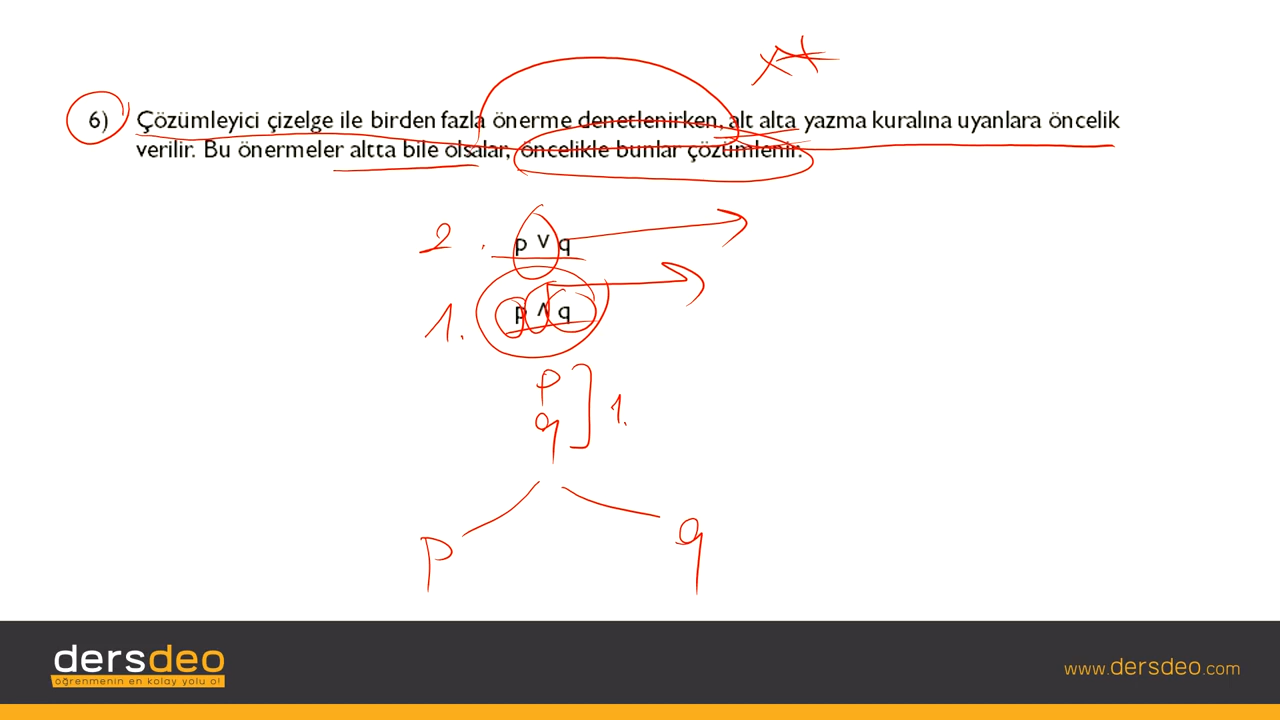 6) Çözümleyici çizelge ile birden fazla önerme denetlenirken, alt alta yazma kuralına uyanlara öncelik
verilir. Bu önermeler altta bile olsalar, öncelikle bunlar çözümlenir.
2. p ∨ q
1. p ∧ q
p
q
1.
p q
dersdeo
öğrenmenin en kolay yolu o!
www.dersdeo.com